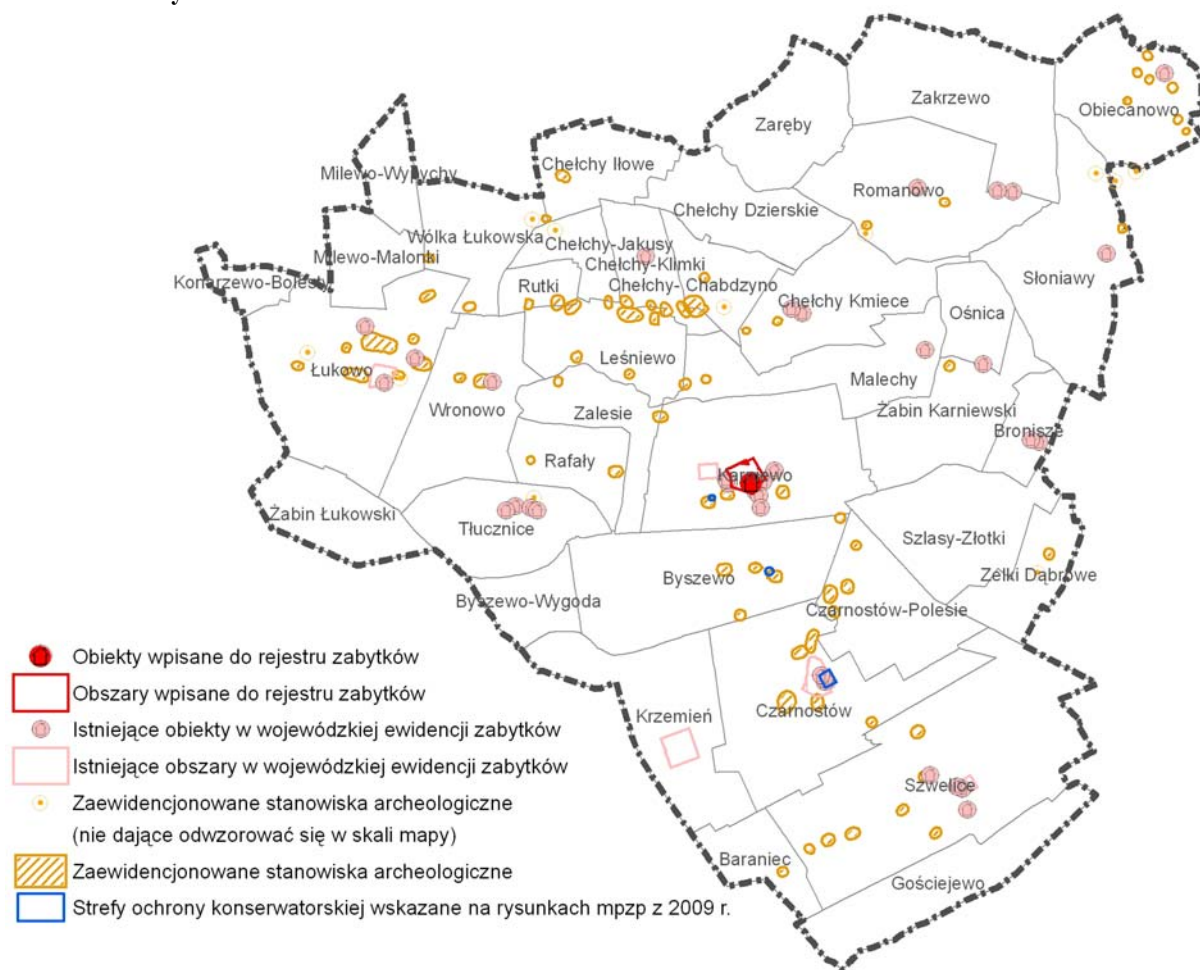 Zakrzewo
Obiecanowo
Zaręby
Chełchy Iłowe
Milewo-Wypychy
Romanowo
Chełchy Dzierskie
Wólka Łukowska
Chełchy-Jakusy
Milewo-Malonki
Chełchy-Klimki
Konarzewo-Bolesty
Rutki
Chełchy- Chabdzyno
Słoniawy
Chełchy Kmiece
Ośnica
Leśniewo
Łukowo
Malechy
Wronowo
Zalesie
Żabin Karniewski
Bronisze
Rafały
Karniewo
Żabin Łukowski
Tłucznice
Szlasy-Złotki
Byszewo
Zelki Dąbrowe
Byszewo-Wygoda
Czarnostów-Polesie
Krzemień
Czarnostów
Szwelice
Baraniec
Gościejewo
Obiekty wpisane do rejestru zabytków
Obszary wpisane do rejestru zabytków
Istniejące obiekty w wojewódzkiej ewidencji zabytków
Istniejące obszary w wojewódzkiej ewidencji zabytków
Zaewidencjonowane stanowiska archeologiczne
(nie dające odwzorować się w skali mapy)
Zaewidencjonowane stanowiska archeologiczne
Strefy ochrony konserwatorskiej wskazane na rysunkach mpzp z 2009 r.